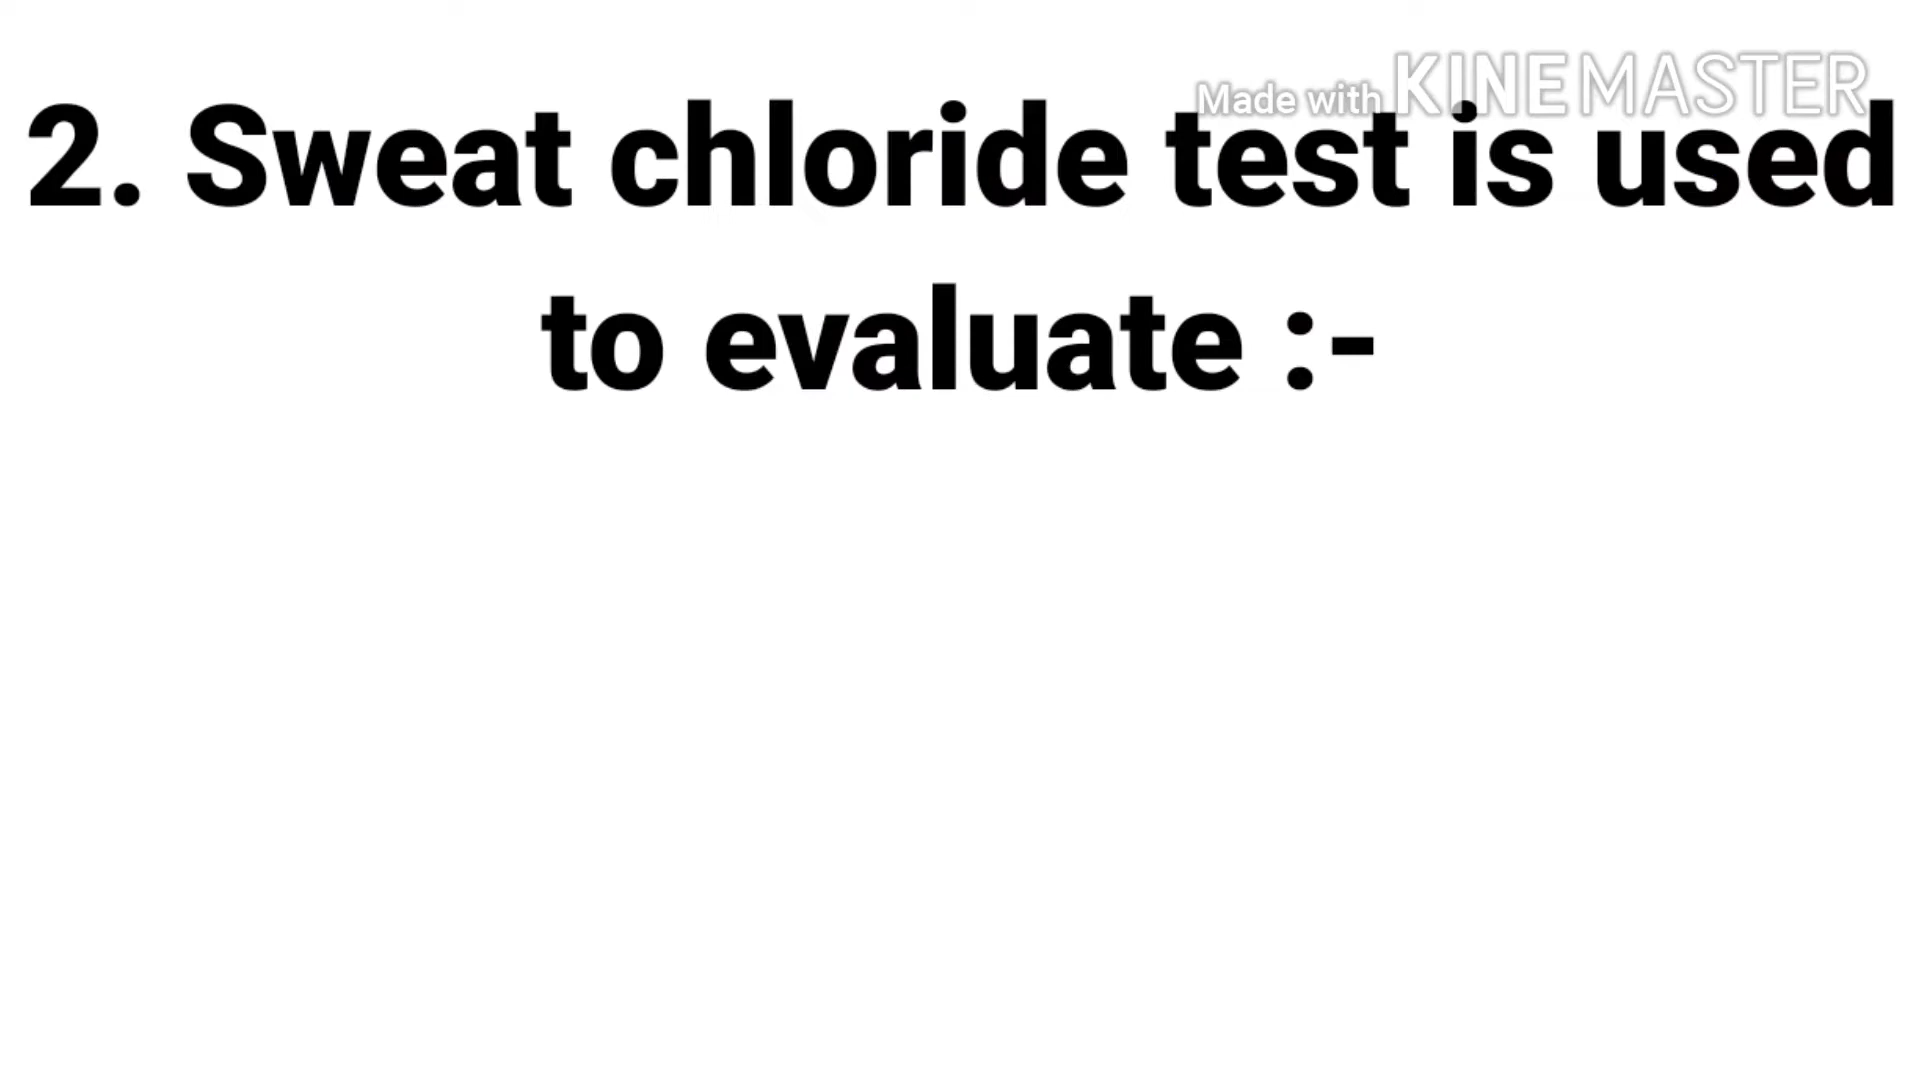 Made with KINEMASTER
2. Sweat chloride test is used
to evaluate :-